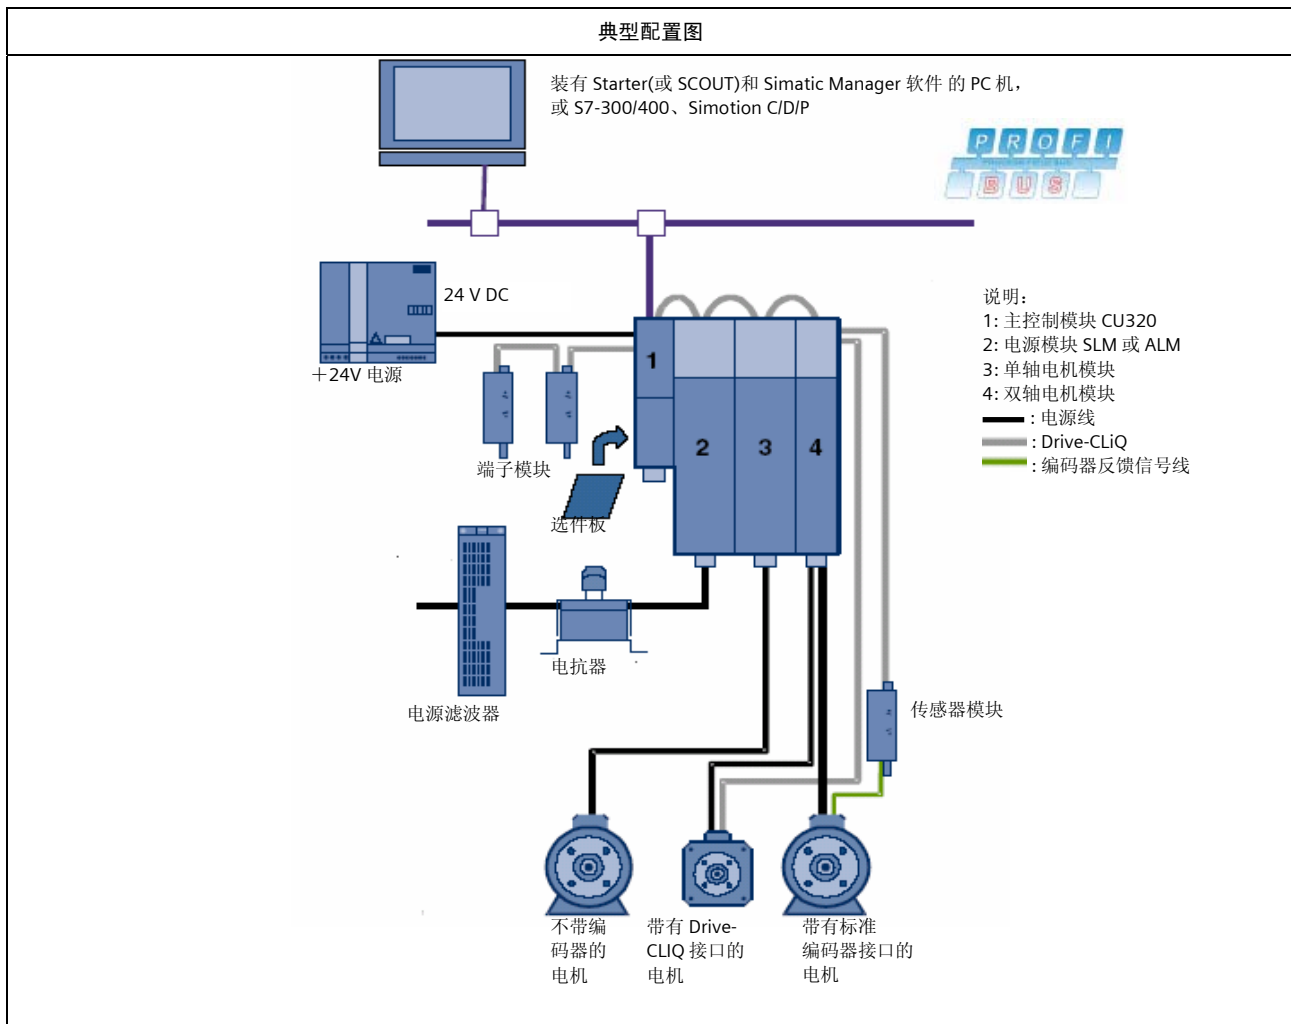 典型配置图
装有 Starter(或 SCOUT)和 Simatic Manager 软件 的 PC 机，
或 S7-300/400、Simotion C/D/P
PROFI
BUS
24 V DC
＋24V 电源
说明：
1: 主控制模块 CU320
2: 电源模块 SLM 或 ALM
3: 单轴电机模块
4: 双轴电机模块
: 电源线
: Drive-CLiQ
: 编码器反馈信号线
1
2
3
4
端子模块
选件板
电抗器
电源滤波器
传感器模块
不带编
码器的
电机
带有 Drive-
CLIQ 接口的
电机
带有标准
编码器接口的
电机